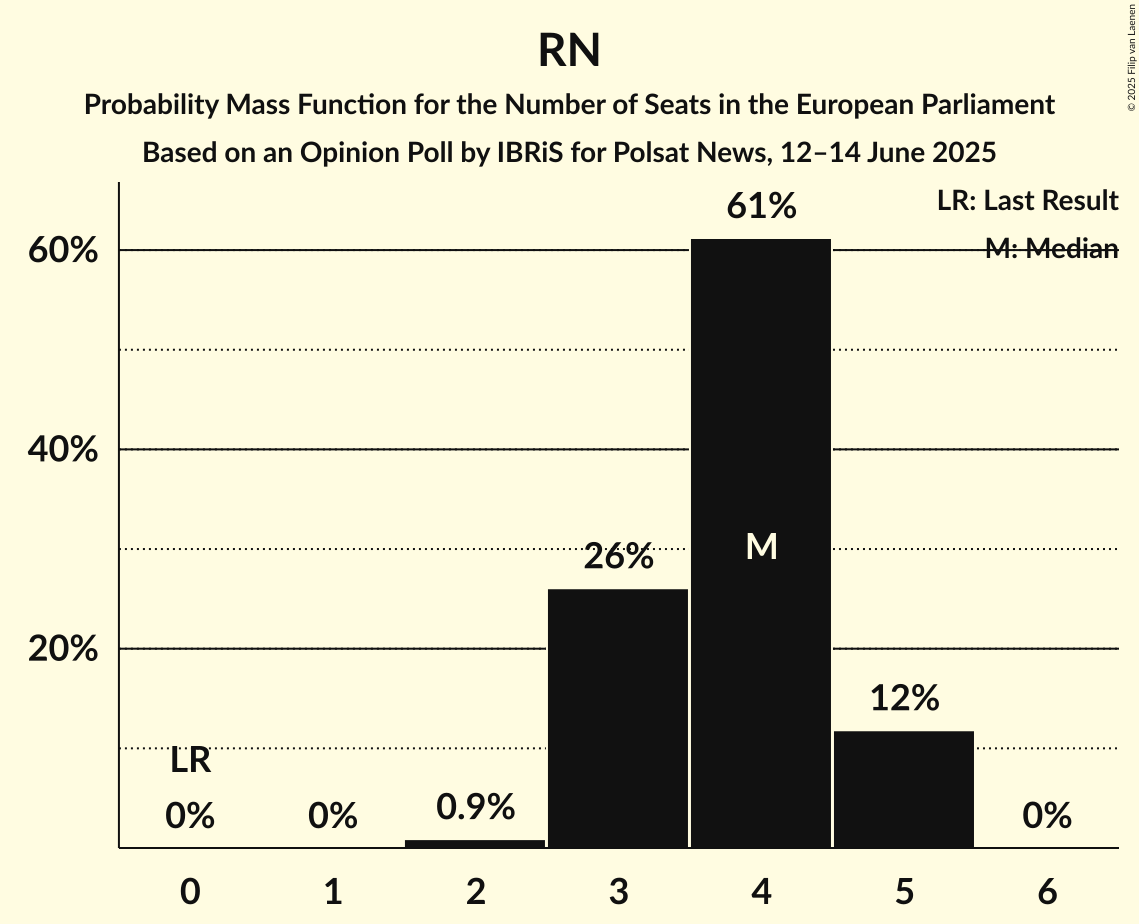 RN
Probability Mass Function for the Number of Seats in the European Parliament
Based on an Opinion Poll by IBRiS for Polsat News, 12–14 June 2025
© 2025 Filip van Laenen
LR: Last Result
M: Median
61%
60%
40%
M
26%
20%
12%
LR
0%
0%
0.9%
0%
0 1 2 3 4 5 6